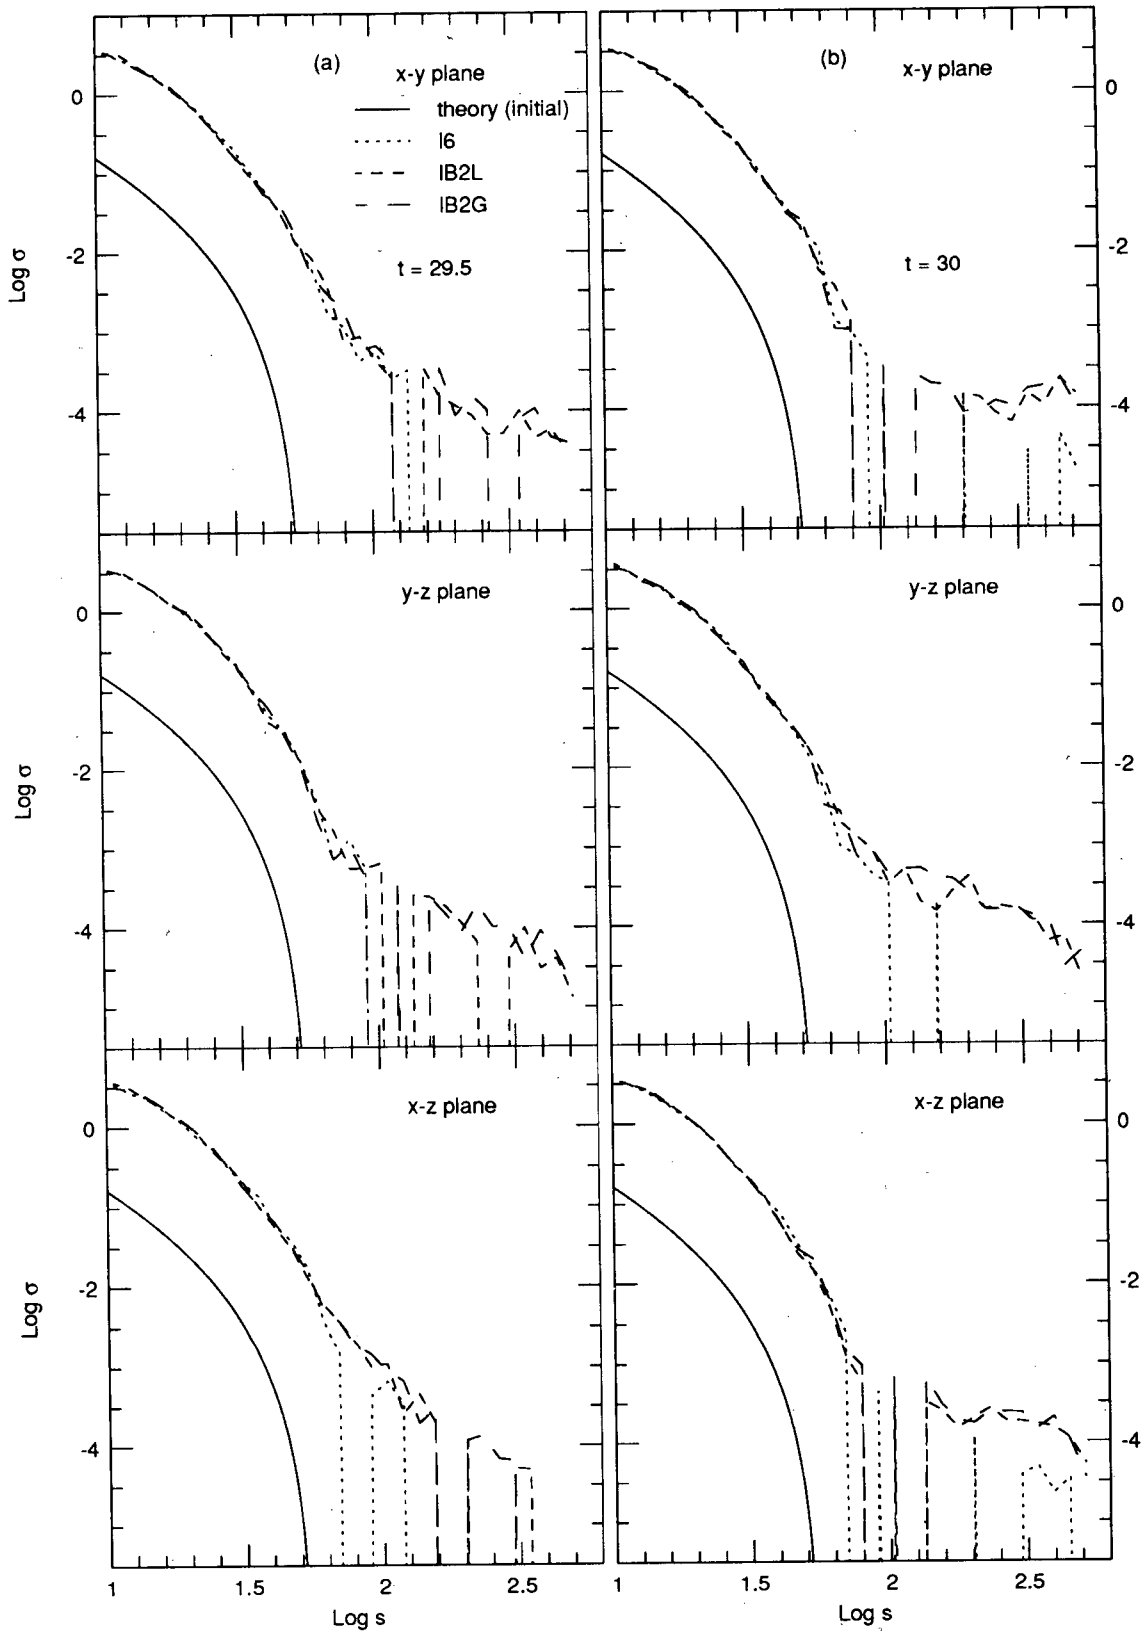 (a)
x-y plane
theory (initial)
I6
IB2L
IB2G
t = 29.5
0
-2
-4
Log σ
(b)
x-y plane
t = 30
0
-2
-4
y-z plane
0
-2
-4
Log σ
y-z plane
0
-2
-4
x-z plane
0
-2
-4
Log σ
1 1.5 2 2.5
Log s
x-z plane
0
-2
-4
1 1.5 2 2.5
Log s